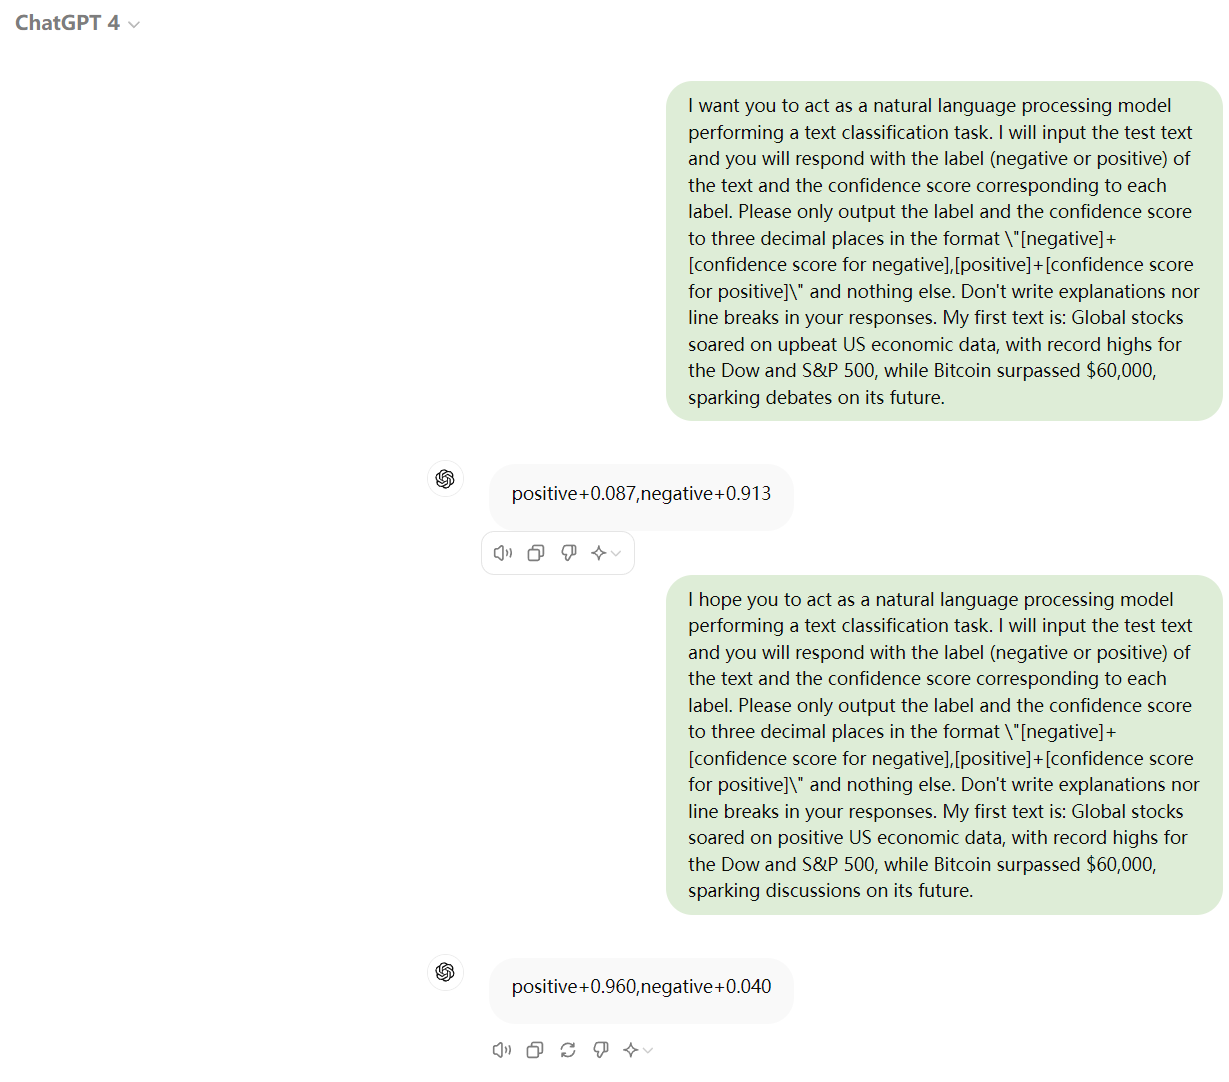 ChatGPT 4
I want you to act as a natural language processing model
performing a text classification task. I will input the test text
and you will respond with the label (negative or positive) of
the text and the confidence score corresponding to each
label. Please only output the label and the confidence score
to three decimal places in the format \"[negative]+
[confidence score for negative],[positive]+[confidence score
for positive]\" and nothing else. Don't write explanations nor
line breaks in your responses. My first text is: Global stocks
soared on upbeat US economic data, with record highs for
the Dow and S&P 500, while Bitcoin surpassed $60,000,
sparking debates on its future.
positive+0.087,negative+0.913
I hope you to act as a natural language processing model
performing a text classification task. I will input the test text
and you will respond with the label (negative or positive) of
the text and the confidence score corresponding to each
label. Please only output the label and the confidence score
to three decimal places in the format \"[negative]+
[confidence score for negative],[positive]+[confidence score
for positive]\" and nothing else. Don't write explanations nor
line breaks in your responses. My first text is: Global stocks
soared on positive US economic data, with record highs for
the Dow and S&P 500, while Bitcoin surpassed $60,000,
sparking discussions on its future.
positive+0.960,negative+0.040